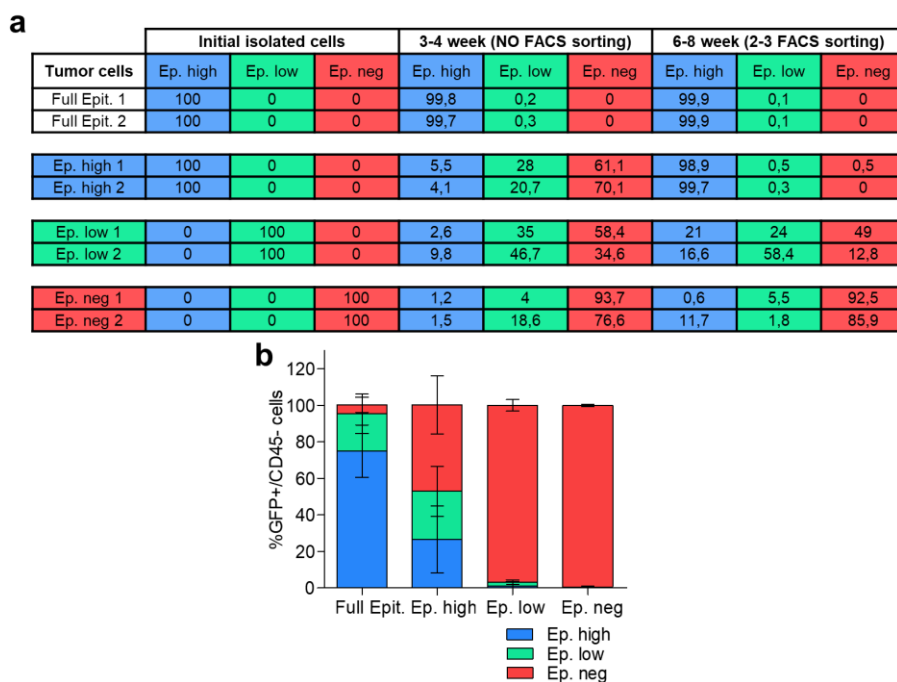 a
Initial isolated cells 3-4 week (NO FACS sorting) 6-8 week (2-3 FACS sorting)
Tumor cells Ep. high Ep. low Ep. neg Ep. high Ep. low Ep. neg Ep. high Ep. low Ep. neg
Full Epit. 1 100 0 0 99,8 0,2 0 99,9 0,1 0
Full Epit. 2 100 0 0 99,7 0,3 0 99,9 0,1 0
Ep. high 1 100 0 0 5,5 28 61,1 98,9 0,5 0,5
Ep. high 2 100 0 0 4,1 20,7 70,1 99,7 0,3 0
Ep. low 1 0 100 0 2,6 35 58,4 21 24 49
Ep. low 2 0 100 0 9,8 46,7 34,6 16,6 58,4 12,8
Ep. neg 1 0 0 100 1,2 4 93,7 0,6 5,5 92,5
Ep. neg 2 0 0 100 1,5 18,6 76,6 11,7 1,8 85,9
b
%GFP+/CD45- cells
120
100
80
60
40
20
0
Full Epit. Ep. high Ep. low Ep. neg
Ep. high
Ep. low
Ep. neg